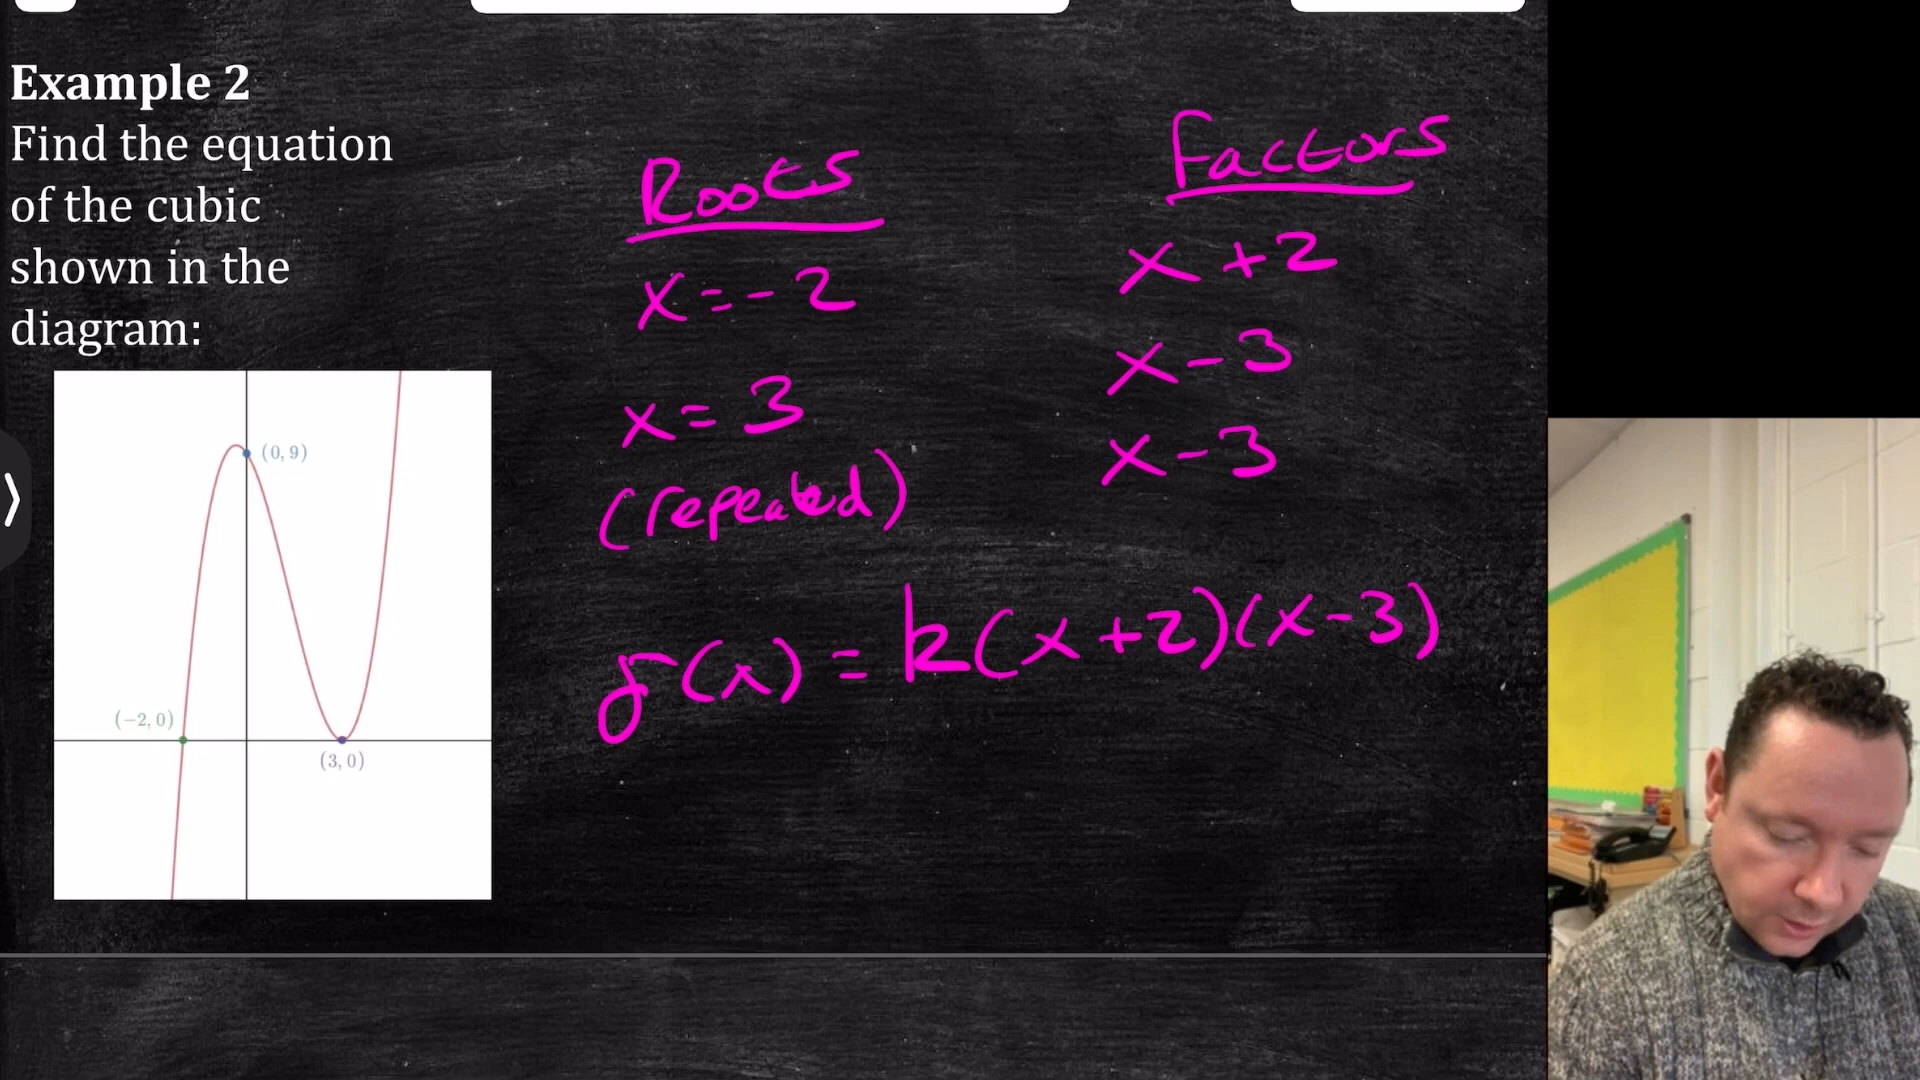 Example 2
Find the equation
of the cubic
shown in the
diagram:
(0, 9)
(−2, 0)
(3, 0)
Roots
x = -2
x = 3
(repeated)
Factors
x + 2
x - 3
x - 3
f(x) = k(x+2)(x-3)